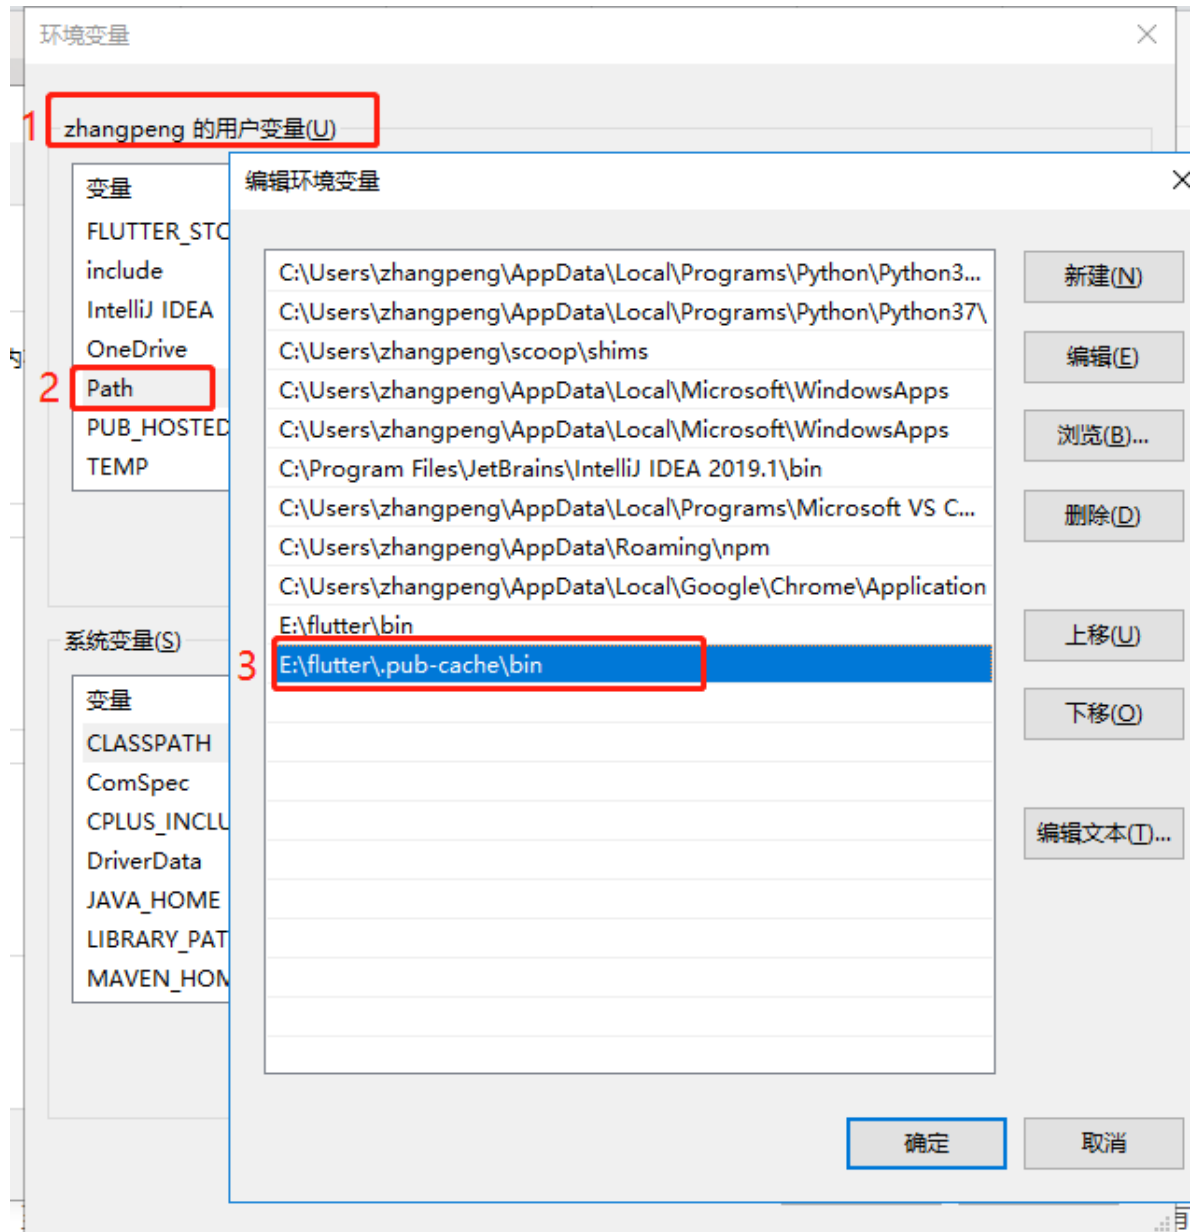 环境变量
1
zhangpeng 的用户变量(U)
变量
FLUTTER_STO
include
IntelliJ IDEA
OneDrive
2
Path
PUB_HOSTED
TEMP
编辑环境变量
C:\Users\zhangpeng\AppData\Local\Programs\Python\Python3...
C:\Users\zhangpeng\AppData\Local\Programs\Python\Python37\
C:\Users\zhangpeng\scoop\shims
C:\Users\zhangpeng\AppData\Local\Microsoft\WindowsApps
C:\Users\zhangpeng\AppData\Local\Microsoft\WindowsApps
C:\Program Files\JetBrains\IntelliJ IDEA 2019.1\bin
C:\Users\zhangpeng\AppData\Local\Programs\Microsoft VS C...
C:\Users\zhangpeng\AppData\Roaming\npm
C:\Users\zhangpeng\AppData\Local\Google\Chrome\Application
E:\flutter\bin
3
E:\flutter\.pub-cache\bin
新建(N)
编辑(E)
浏览(B)...
删除(D)
上移(U)
下移(O)
编辑文本(T)...
系统变量(S)
变量
CLASSPATH
ComSpec
CPLUS_INCLU
DriverData
JAVA_HOME
LIBRARY_PAT
MAVEN_HOM
确定
取消